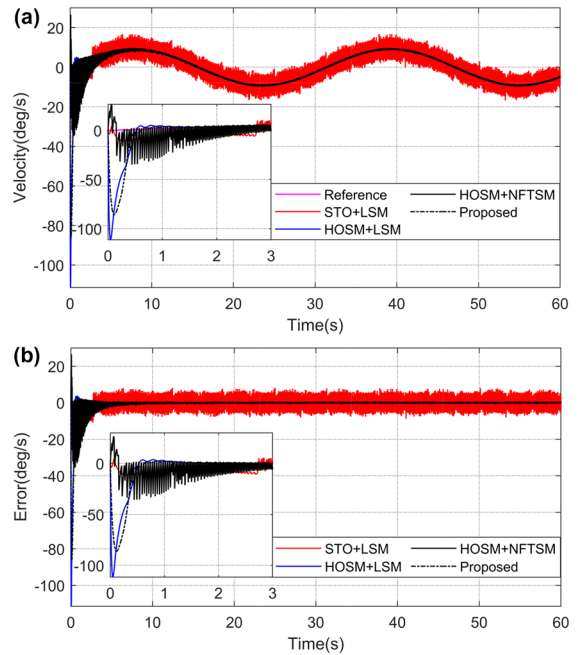 (a)
20
0
-20
-40
-60
-80
-100
Velocity(deg/s)
0
-50
-100
0 1 2 3
Reference
STO+LSM
HOSM+LSM
HOSM+NFTSM
Proposed
0 10 20 30 40 50 60
Time(s)
(b)
20
0
-20
-40
-60
-80
-100
Error(deg/s)
0
-50
-100
0 1 2 3
STO+LSM
HOSM+LSM
HOSM+NFTSM
Proposed
0 10 20 30 40 50 60
Time(s)